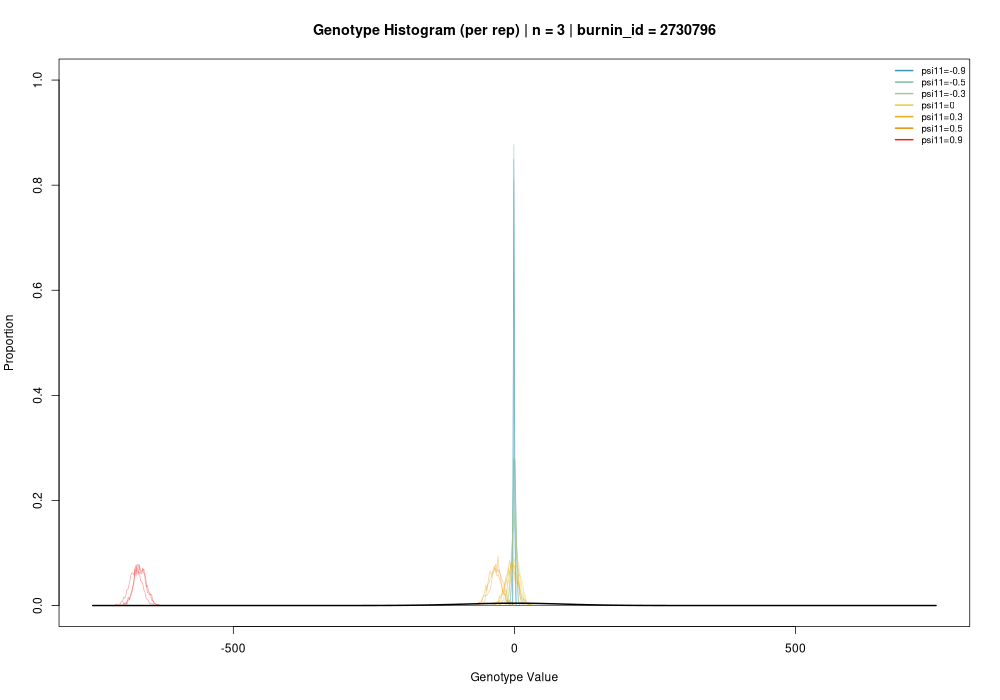 Genotype Histogram (per rep) | n = 3 | burnin_id = 2730796
psi11=-0.9
psi11=-0.5
psi11=-0.3
psi11=0
psi11=0.3
psi11=0.5
psi11=0.9
Proportion
1.0
0.8
0.6
0.4
0.2
0.0
-500
0
500
Genotype Value